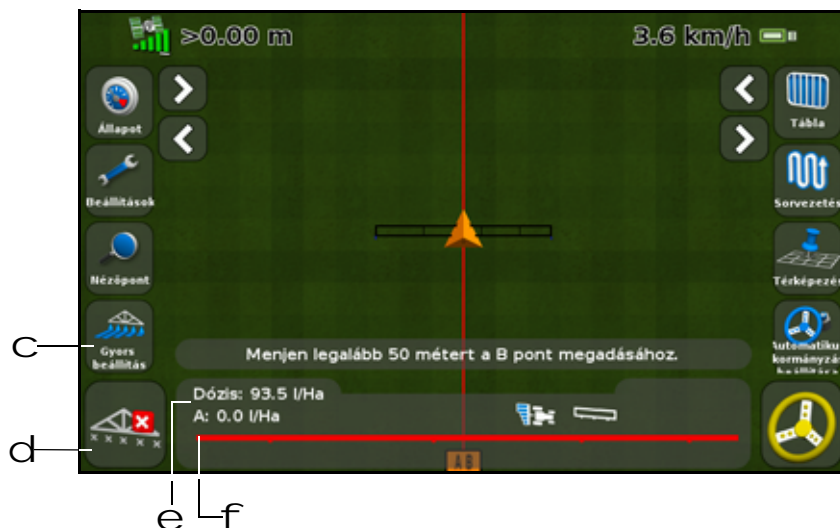 >0.00 m
3.6 km/h
Állapot
Tábla
Beállítások
Sorvezetés
Nézőpont
Térképezés
c
Gyors
beállítás
Menjen legalább 50 métert a B pont megadásához.
kormányzás
Dózis: 93.5 l/Ha
A: 0.0 l/Ha
d
A B
e
f